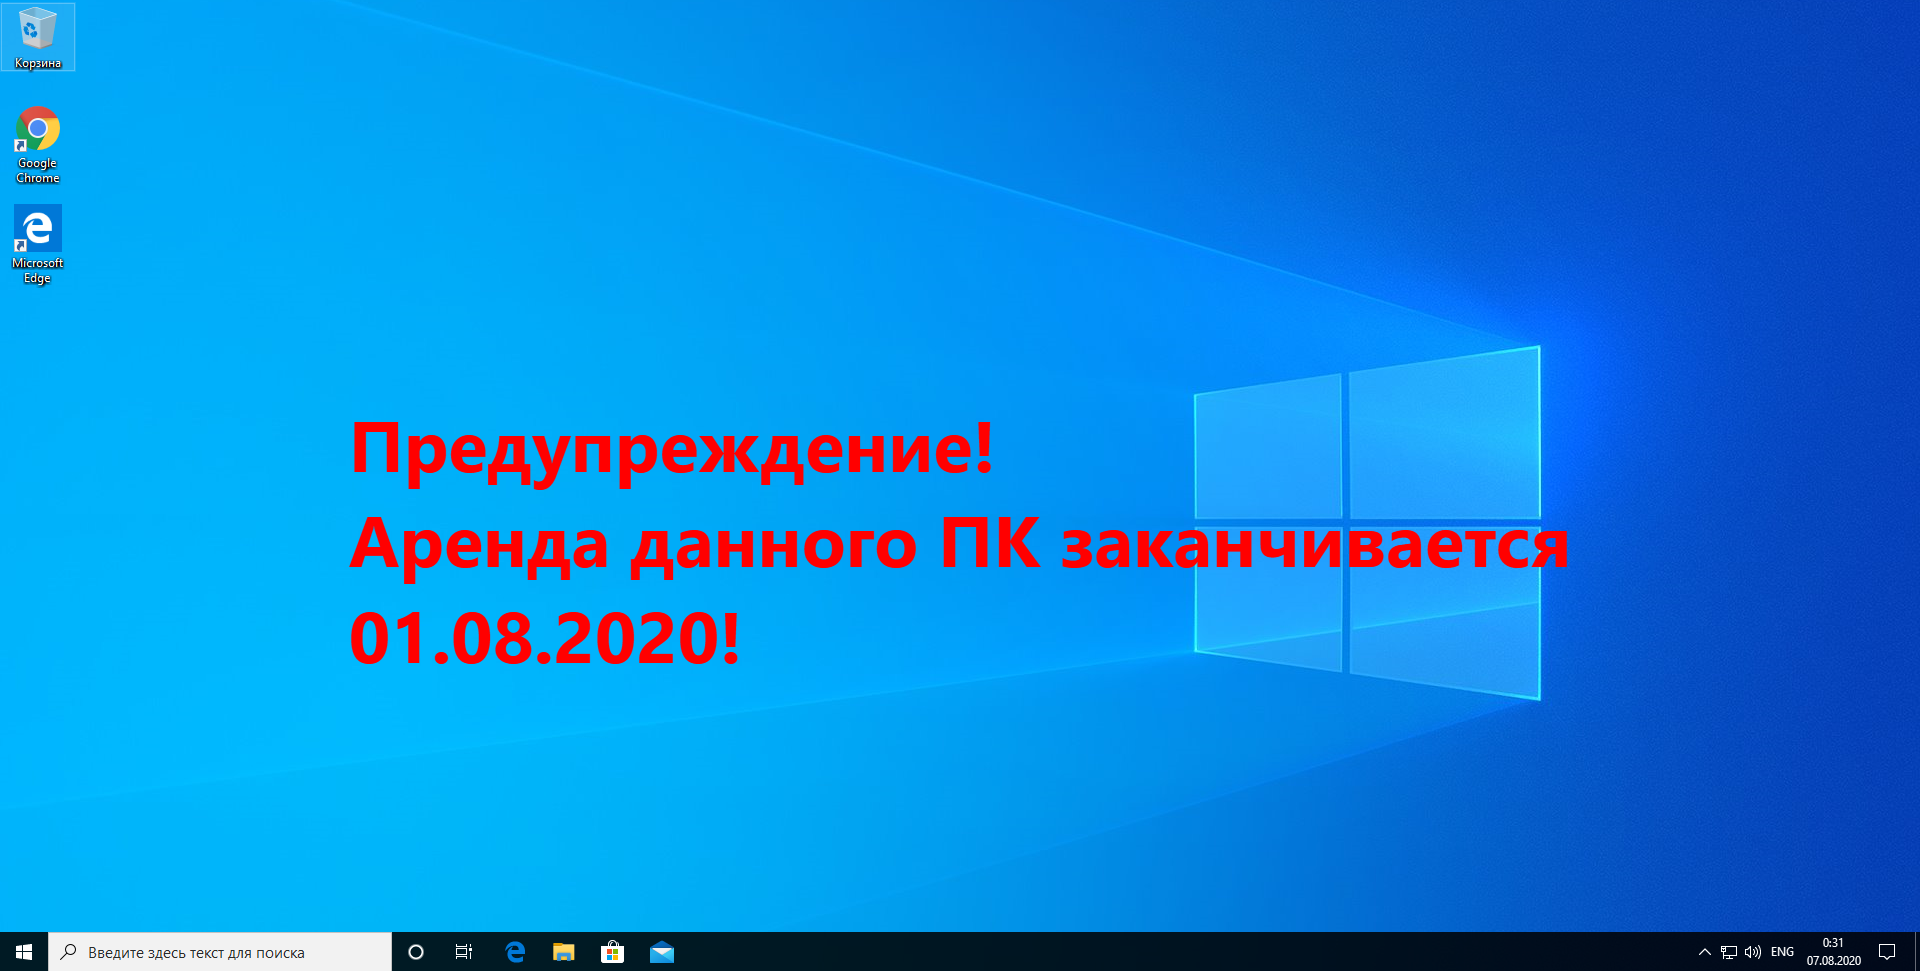 Корзина
Google
Chrome
Microsoft
Edge
Предупреждение!
Аренда данного ПК заканчивается
01.08.2020!
Введите здесь текст для поиска
ENG
0:31
07.08.2020